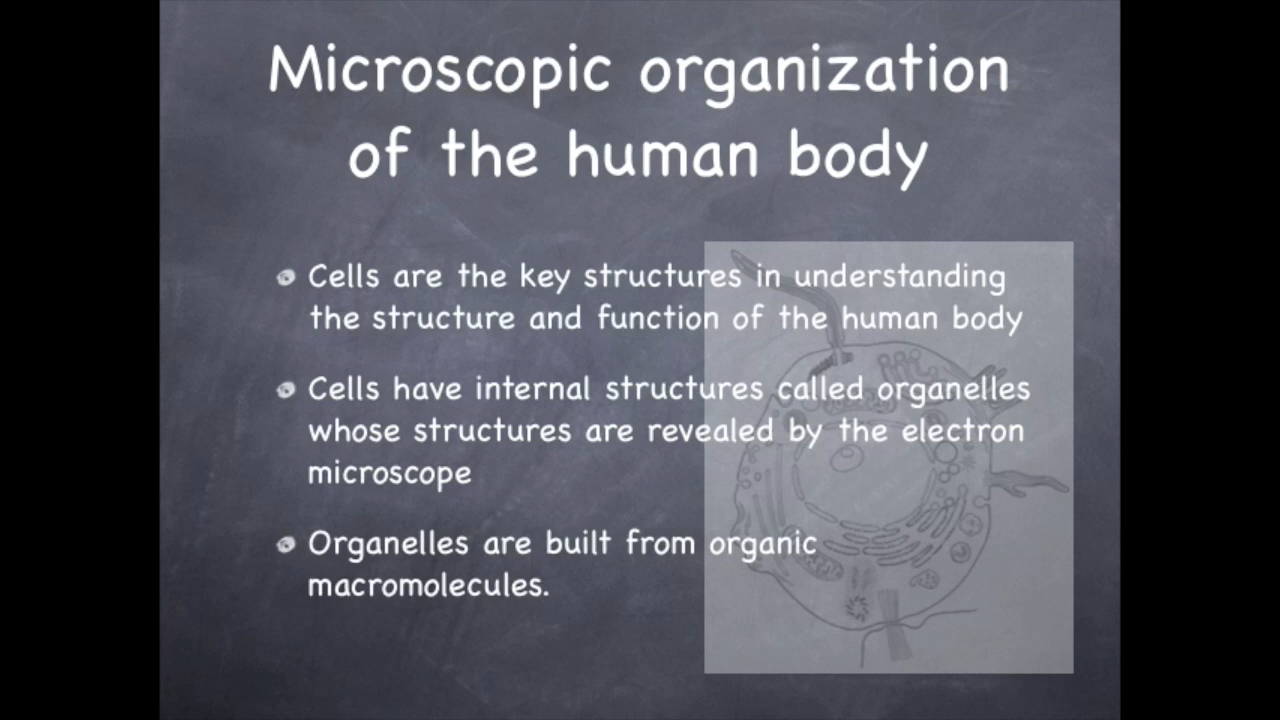 Microscopic organization
of the human body
Cells are the key structures in understanding
the structure and function of the human body
Cells have internal structures called organelles
whose structures are revealed by the electron
microscope
Organelles are built from organic
macromolecules.